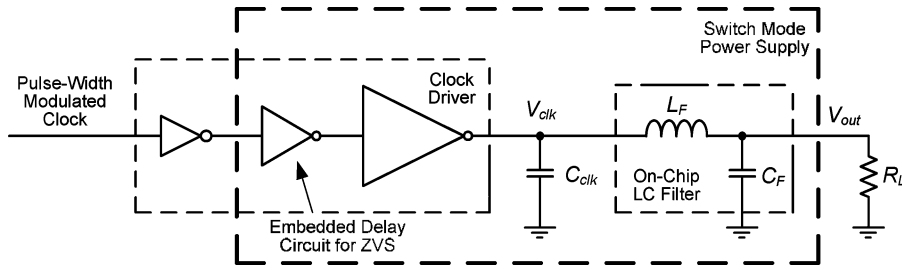 Switch Mode
Power Supply
Pulse-Width
Modulated
Clock
Clock
Driver
V_clk
L_F
V_out
C_clk
On-Chip
LC Filter
C_F
R_L
Embedded Delay
Circuit for ZVS